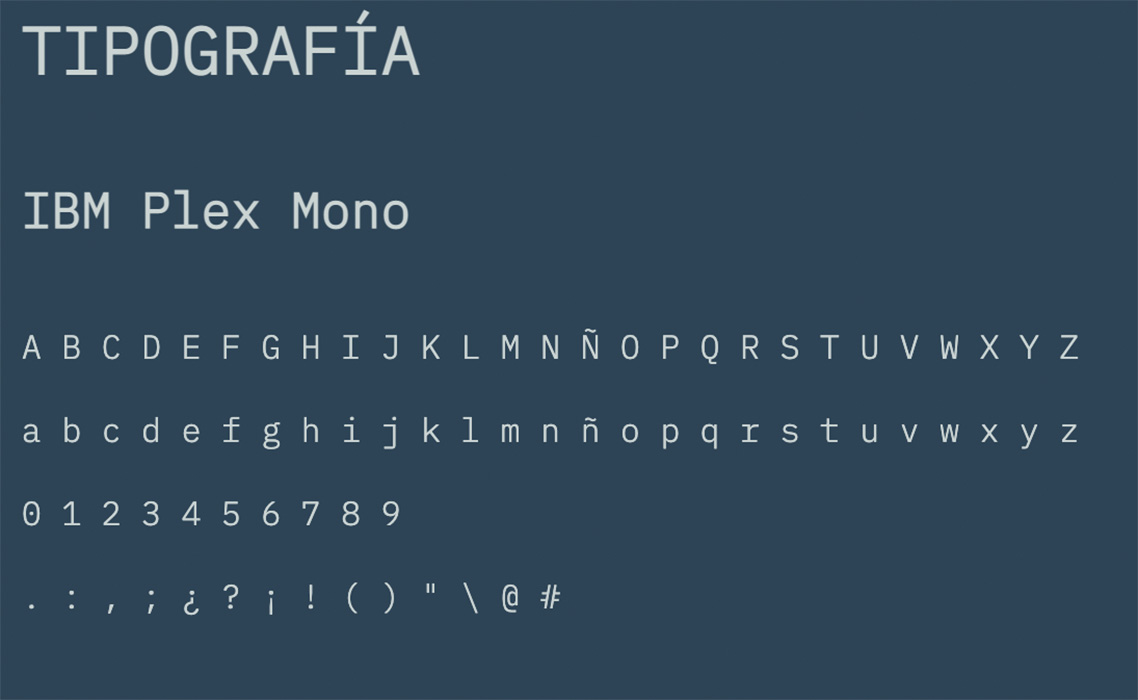 TIPOGRAFÍA
IBM Plex Mono
A B C D E F G H I J K L M N Ñ O P Q R S T U V W X Y Z
a b c d e f g h i j k l m n ñ o p q r s t u v w x y z
0 1 2 3 4 5 6 7 8 9
. : , ; ¿ ? ¡ ! ( ) " \ @ #